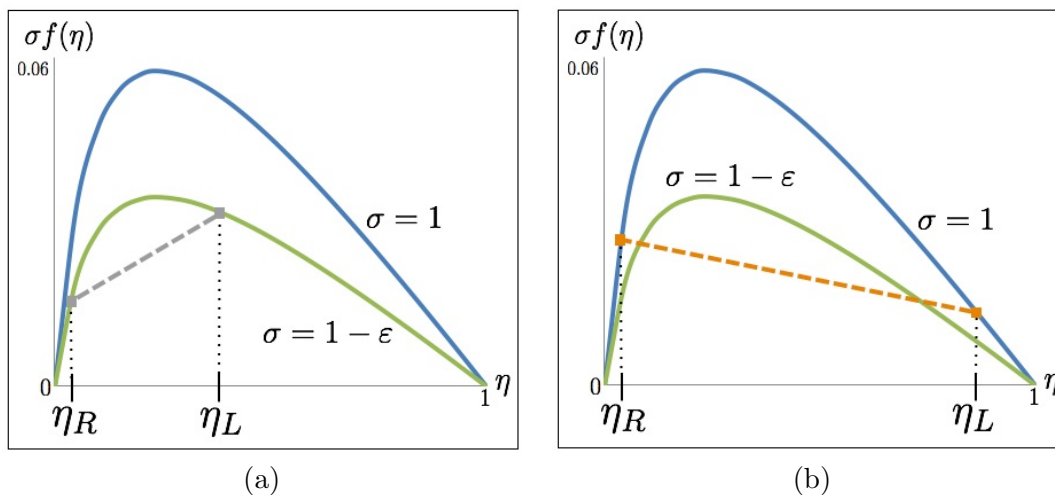 σf(η)
0.06
σ = 1
σ = 1 − ε
0
η_R
η_L
1
η
(a)
σf(η)
0.06
σ = 1 − ε
σ = 1
0
η_R
η_L
1
η
(b)